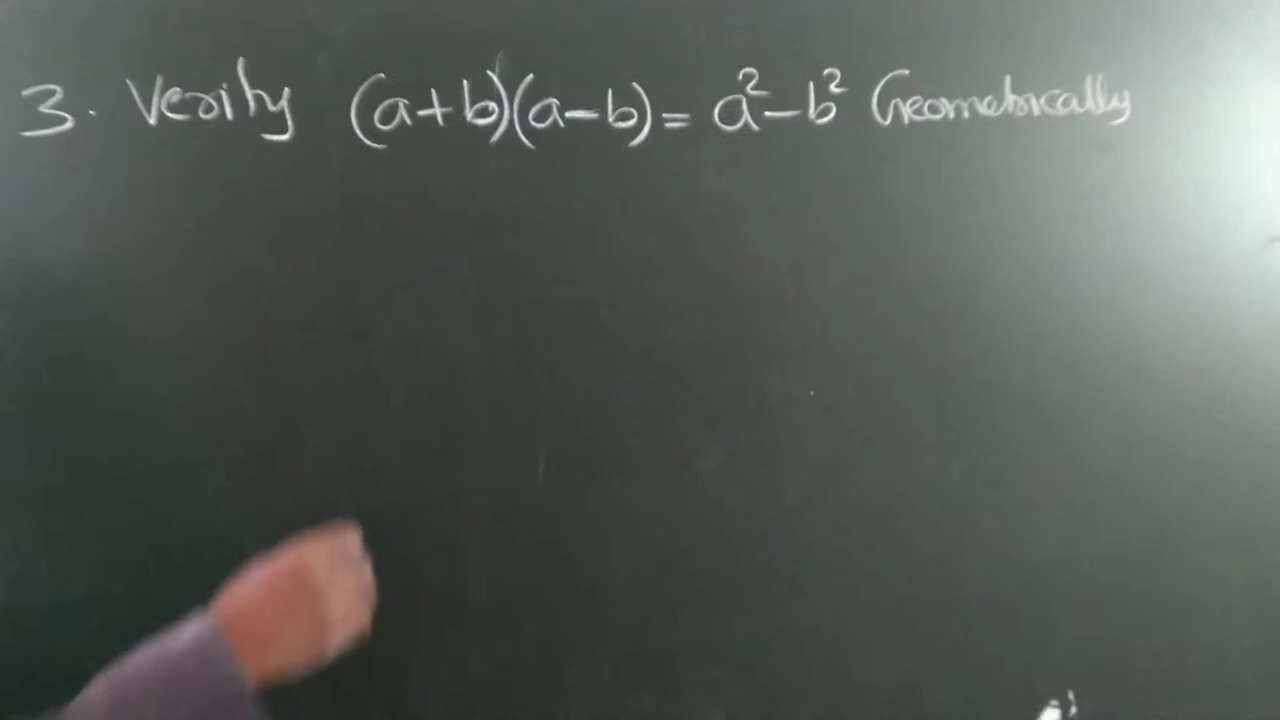 3. Verify (a+b)(a-b) = a²-b² Geometrically